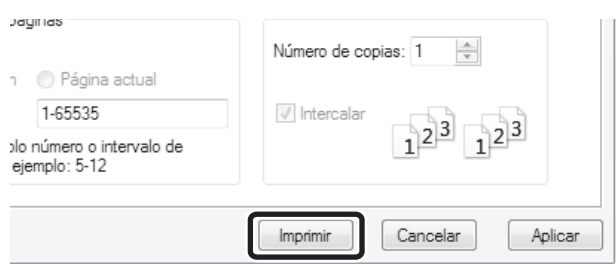 páginas
Número de copias: 1
Página actual
1-65535
Intercalar
1 2 3 1 2 3
número o intervalo de
ejemplo: 5-12
Imprimir Cancelar Aplicar